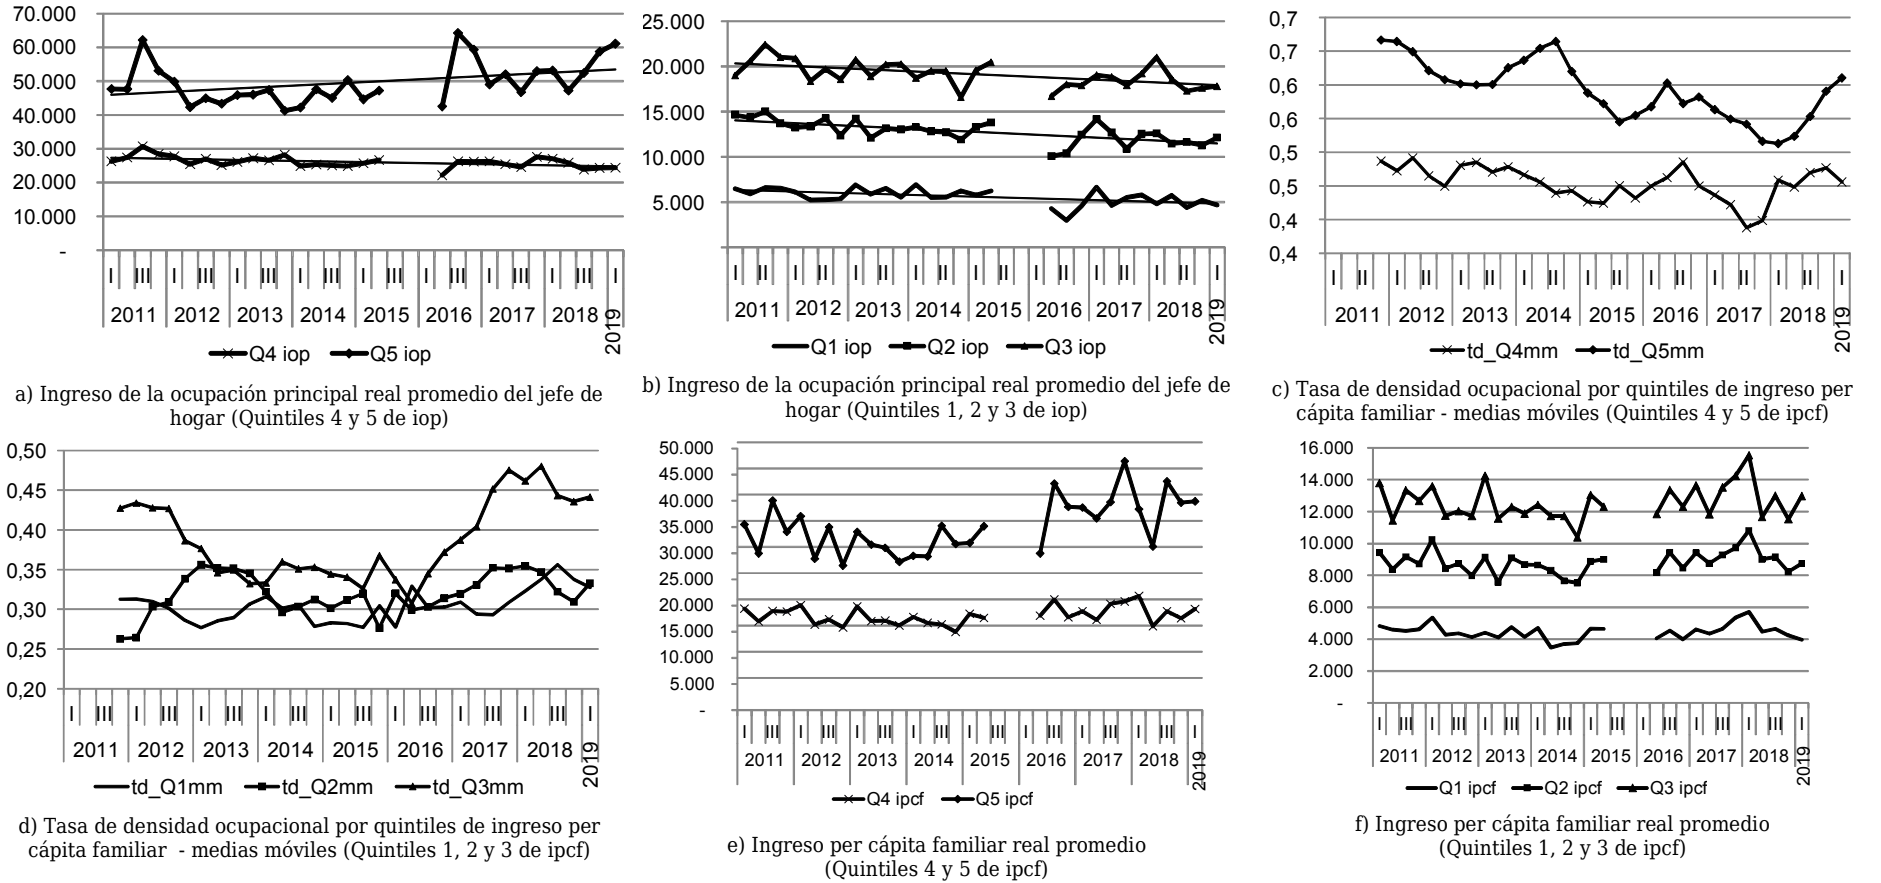 70.000
60.000
50.000
40.000
30.000
20.000
10.000
-
I III I III I III I III I I III I III I III I
2011 2012 2013 2014 2015 2016 2017 2018 2019
Q4 iop Q5 iop
a) Ingreso de la ocupación principal real promedio del jefe de
hogar (Quintiles 4 y 5 de iop)
25.000
20.000
15.000
10.000
5.000
I II I II I II I II I I II I II I II I
2011 2012 2013 2014 2015 2016 2017 2018 2019
Q1 iop Q2 iop Q3 iop
b) Ingreso de la ocupación principal real promedio del jefe de
hogar (Quintiles 1, 2 y 3 de iop)
0,7
0,7
0,6
0,6
0,5
0,5
0,4
0,4
I II I II I II I II I II I II I II I II I
2011 2012 2013 2014 2015 2016 2017 2018 2019
td_Q4mm td_Q5mm
c) Tasa de densidad ocupacional por quintiles de ingreso per
cápita familiar - medias móviles (Quintiles 4 y 5 de ipcf)
0,50
0,45
0,40
0,35
0,30
0,25
0,20
I III I III I III I III I III I III I III I III I
2011 2012 2013 2014 2015 2016 2017 2018 2019
td_Q1mm td_Q2mm td_Q3mm
d) Tasa de densidad ocupacional por quintiles de ingreso per
cápita familiar - medias móviles (Quintiles 1, 2 y 3 de ipcf)
50.000
45.000
40.000
35.000
30.000
25.000
20.000
15.000
10.000
5.000
-
I III I III I III I III I I III I III I III I
2011 2012 2013 2014 2015 2016 2017 2018 2019
Q4 ipcf Q5 ipcf
e) Ingreso per cápita familiar real promedio
(Quintiles 4 y 5 de ipcf)
16.000
14.000
12.000
10.000
8.000
6.000
4.000
2.000
-
I III I III I III I III I I III I III I III I
2011 2012 2013 2014 2015 2016 2017 2018 2019
Q1 ipcf Q2 ipcf Q3 ipcf
f) Ingreso per cápita familiar real promedio
(Quintiles 1, 2 y 3 de ipcf)